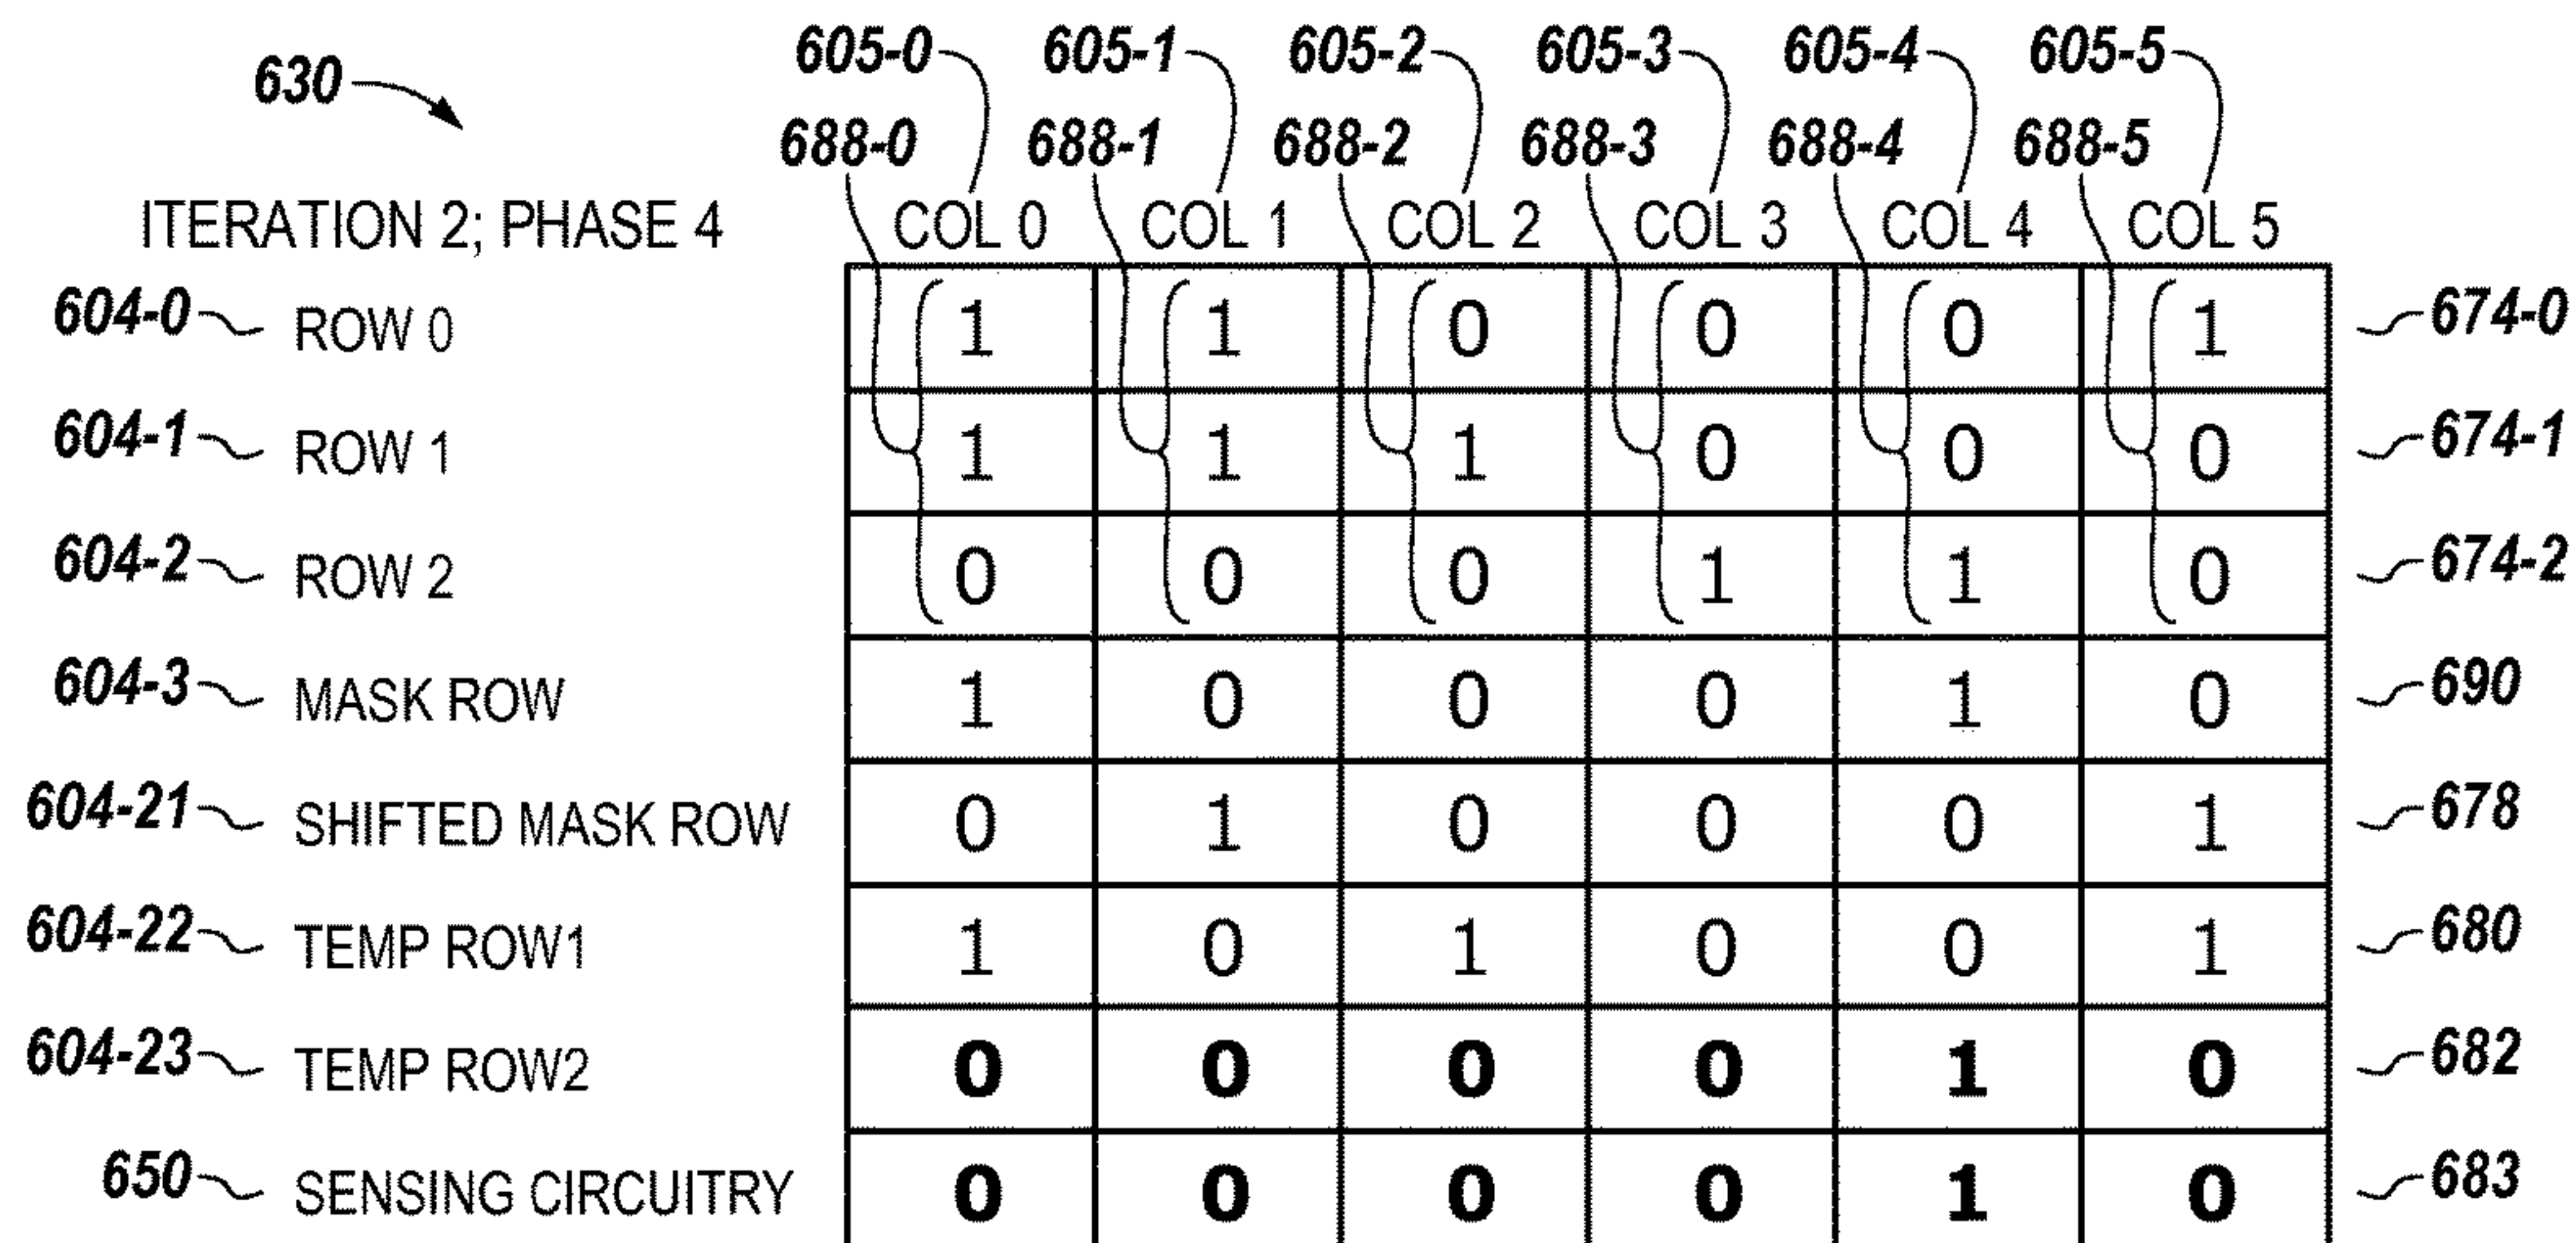 605-0 605-1 605-2 605-3 605-4 605-5
630
688-0 688-1 688-2 688-3 688-4 688-5
ITERATION 2; PHASE 4 COL 0 COL 1 COL 2 COL 3 COL 4 COL 5
604-0 ROW 0 1 1 0 0 0 1 674-0
604-1 ROW 1 1 1 1 0 0 0 674-1
604-2 ROW 2 0 0 0 1 1 0 674-2
604-3 MASK ROW 1 0 0 0 1 0 690
604-21 SHIFTED MASK ROW 0 1 0 0 0 1 678
604-22 TEMP ROW1 1 0 1 0 0 1 680
604-23 TEMP ROW2 0 0 0 0 1 0 682
650 SENSING CIRCUITRY 0 0 0 0 1 0 683